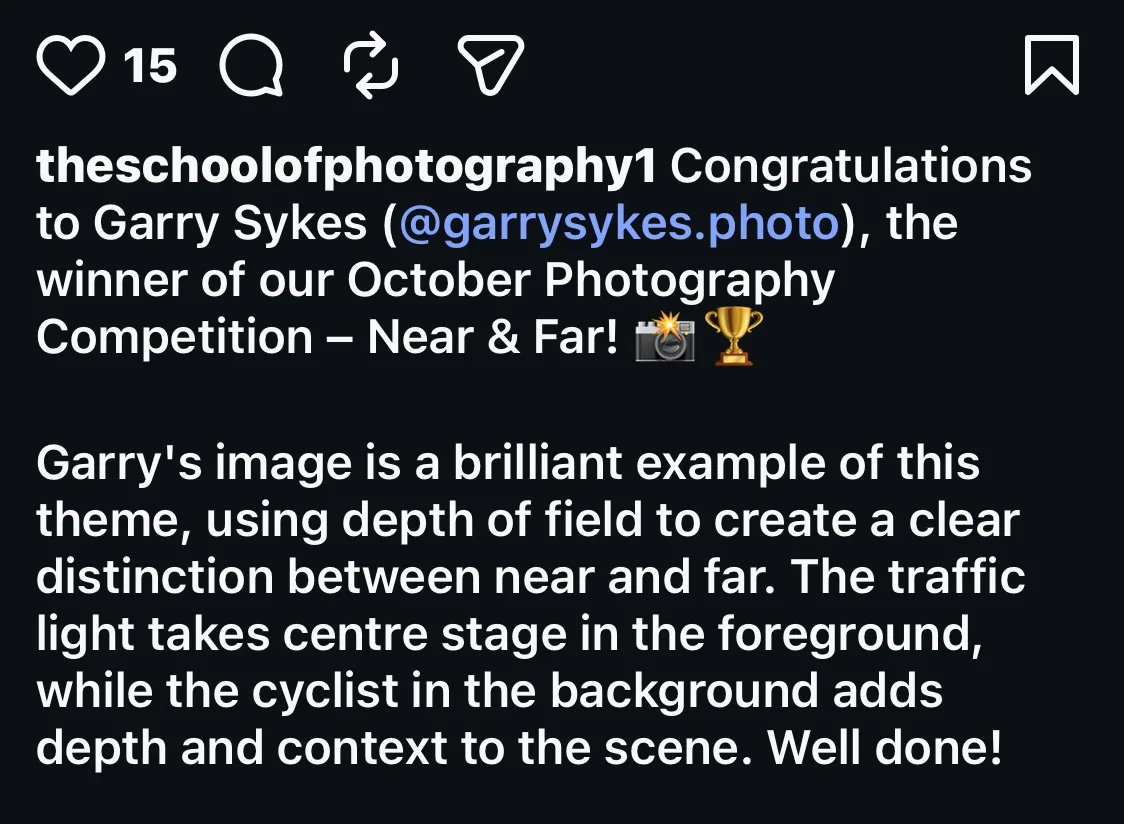 15
theschoolofphotography1 Congratulations
to Garry Sykes (@garrysykes.photo), the
winner of our October Photography
Competition – Near & Far! 📸🏆
Garry's image is a brilliant example of this
theme, using depth of field to create a clear
distinction between near and far. The traffic
light takes centre stage in the foreground,
while the cyclist in the background adds
depth and context to the scene. Well done!